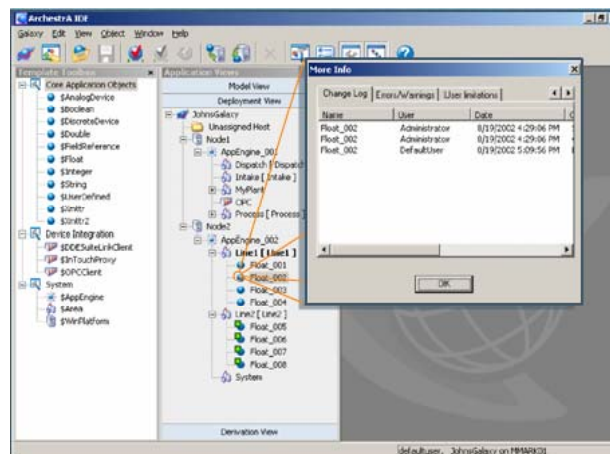 ArchestrA IDE
Galaxy Edit View Object Window Help
Template Toolbox
Core Application Objects
$AnalogDevice
$Boolean
$DiscreteDevice
$Double
$FieldReference
$Float
$Integer
$String
$UserDefined
$Xmttr
$Xmttr2
Device Integration
$DDESuiteLinkClient
$InTouchProxy
$OPCClient
System
$AppEngine
$Area
$WinPlatform
Application Views
Model View
Deployment View
JohnsGalaxy
Unassigned Host
Node1
AppEngine_001
Dispatch [ Dispatch
Intake [ Intake ]
MyPlant
OPC
Process [ Process ]
Node2
AppEngine_002
Line1 [ Line1 ]
Float_001
Float_002
Float_003
Float_004
Line2 [ Line2 ]
Float_005
Float_006
Float_007
Float_008
System
Derivation View
More Info
Change Log Errors/Warnings User limitations
Name User Date
Float_002 Administrator 8/19/2002 4:29:06 PM
Float_002 Administrator 8/19/2002 4:29:06 PM
Float_002 DefaultUser 8/19/2002 5:09:56 PM
OK
defaultuser, JohnsGalaxy on MMARK01